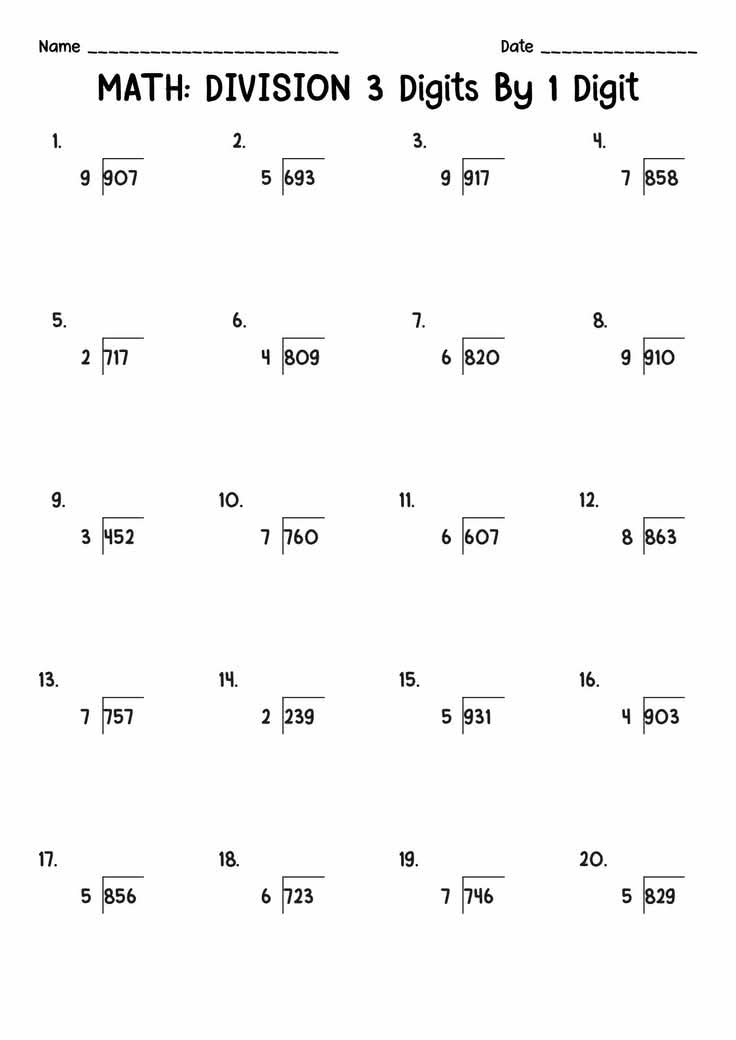 Name ________________________ Date _______________
MATH: DIVISION 3 Digits By 1 Digit
1. 2. 3. 4.
9 907 5 693 9 917 7 858
5. 6. 7. 8.
2 717 4 809 6 820 9 910
9. 10. 11. 12.
3 452 7 760 6 607 8 863
13. 14. 15. 16.
7 757 2 239 5 931 4 903
17. 18. 19. 20.
5 856 6 723 7 746 5 829